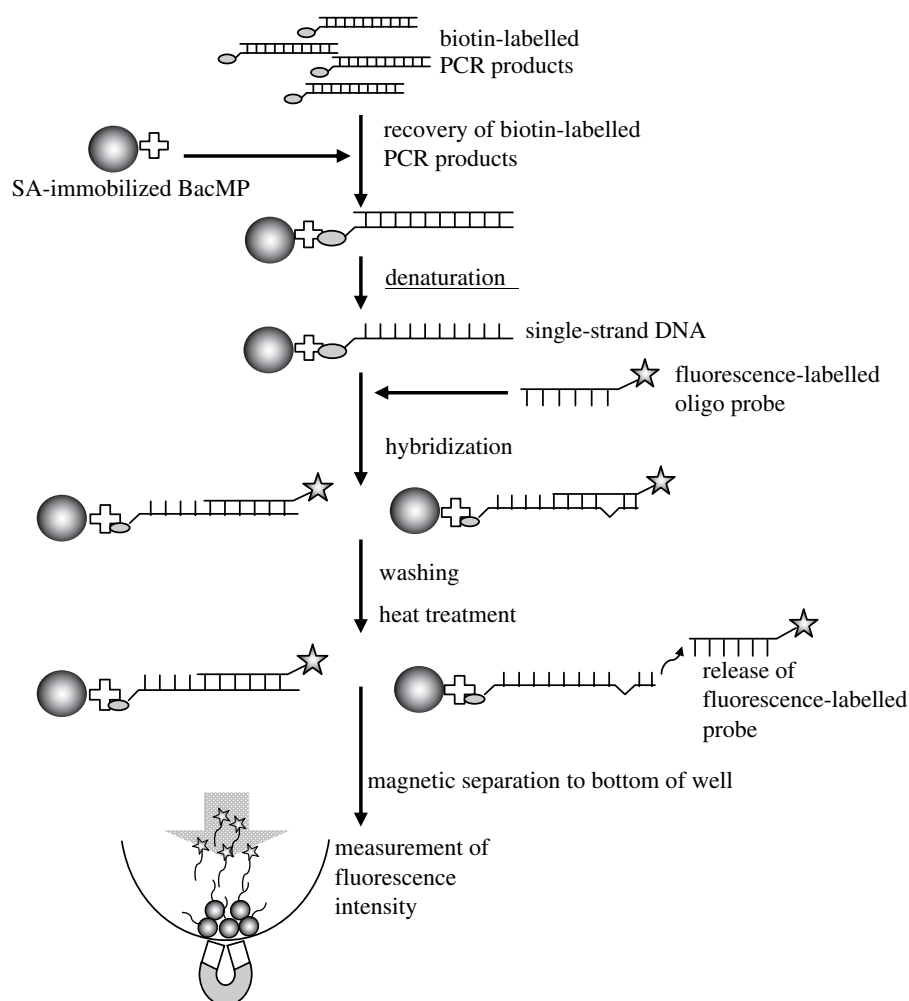 biotin-labelled
PCR products
recovery of biotin-labelled
PCR products
SA-immobilized BacMP
denaturation
single-strand DNA
fluorescence-labelled
oligo probe
hybridization
washing
heat treatment
release of
fluorescence-labelled
probe
magnetic separation to bottom of well
measurement of
fluorescence
intensity